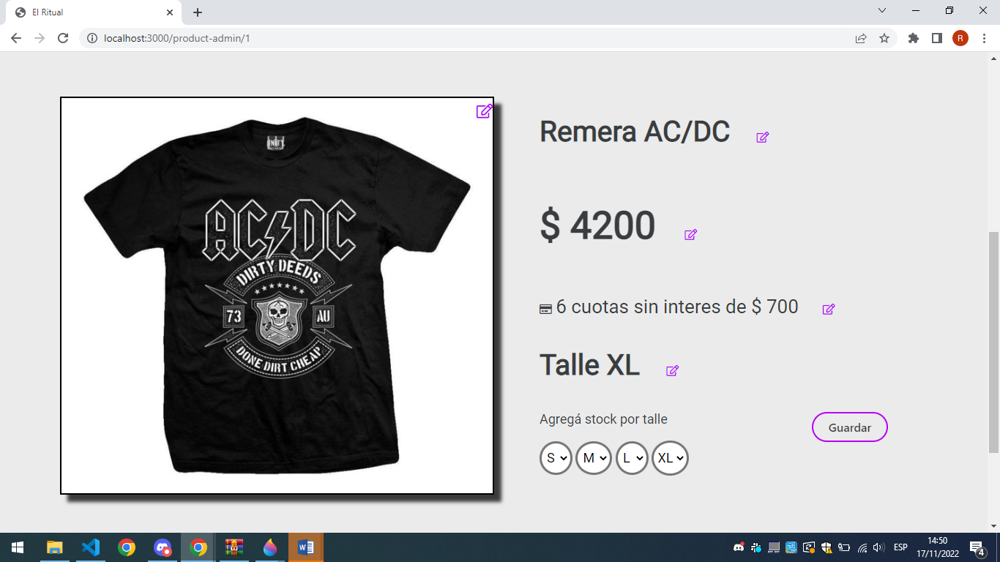 El Ritual
localhost:3000/product-admin/1
R
UNITY
AC DC
DIRTY DEEDS
73
AU
DONE DIRT CHEAP
Remera AC/DC
$ 4200
6 cuotas sin interes de $ 700
Talle XL
Agregá stock por talle
Guardar
S
M
L
XL
ESP
14:50
17/11/2022
4